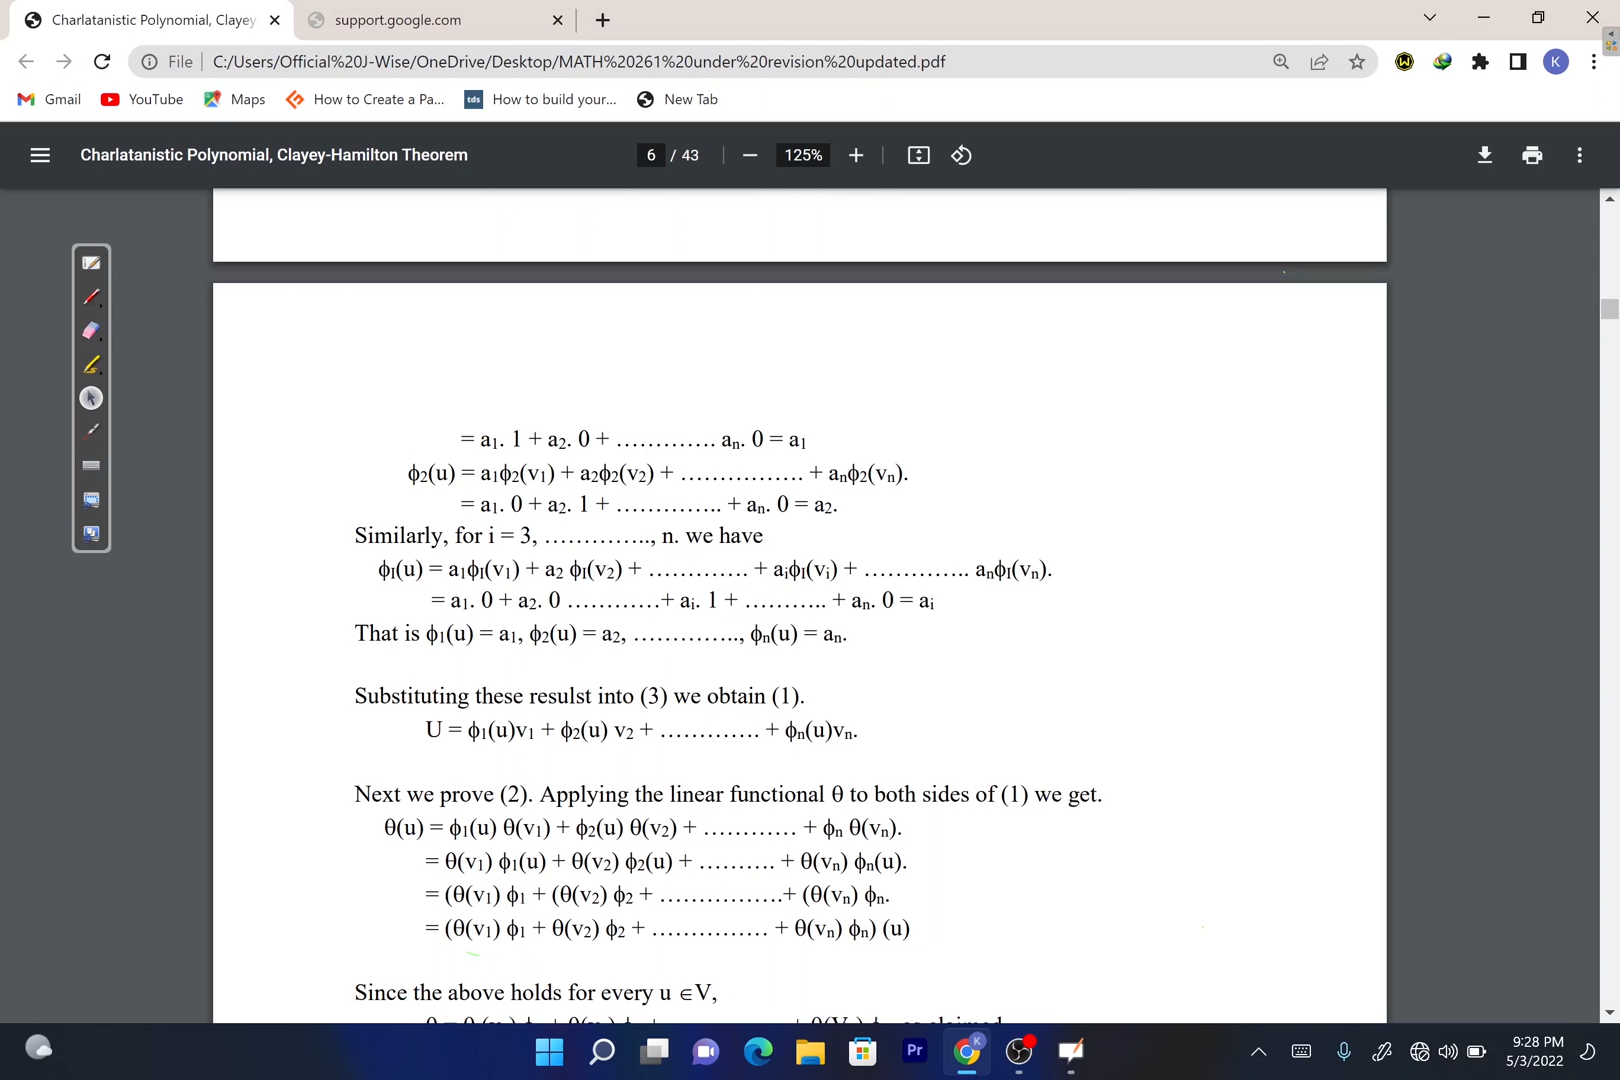 Charlatanistic Polynomial, Clayey
support.google.com
File
C:/Users/Official%20J-Wise/OneDrive/Desktop/MATH%20261%20under%20revision%20updated.pdf
K
Gmail
YouTube
Maps
How to Create a Pa...
tds
How to build your...
New Tab
Charlatanistic Polynomial, Clayey-Hamilton Theorem
6 / 43
125%
= a₁. 1 + a₂. 0 + …………. aₙ. 0 = a₁
ϕ₂(u) = a₁ϕ₂(v₁) + a₂ϕ₂(v₂) + ……………. + aₙϕ₂(vₙ).
= a₁. 0 + a₂. 1 + ………….. + aₙ. 0 = a₂.
Similarly, for i = 3, ………….., n. we have
ϕI(u) = a₁ϕI(v₁) + a₂ ϕI(v₂) + …………. + aᵢϕI(vᵢ) + …………. aₙϕI(vₙ).
= a₁. 0 + a₂. 0 …………+ aᵢ. 1 + ……….. + aₙ. 0 = aᵢ
That is ϕ₁(u) = a₁, ϕ₂(u) = a₂, ………….., ϕₙ(u) = aₙ.
Substituting these resulst into (3) we obtain (1).
U = ϕ₁(u)v₁ + ϕ₂(u) v₂ + …………. + ϕₙ(u)vₙ.
Next we prove (2). Applying the linear functional θ to both sides of (1) we get.
θ(u) = ϕ₁(u) θ(v₁) + ϕ₂(u) θ(v₂) + ………… + ϕₙ θ(vₙ).
= θ(v₁) ϕ₁(u) + θ(v₂) ϕ₂(u) + ………. + θ(vₙ) ϕₙ(u).
= (θ(v₁) ϕ₁ + (θ(v₂) ϕ₂ + …………….+ (θ(vₙ) ϕₙ.
= (θ(v₁) ϕ₁ + θ(v₂) ϕ₂ + …………… + θ(vₙ) ϕₙ) (u)
Since the above holds for every u ∈V,
Pr
K
9:28 PM
5/3/2022